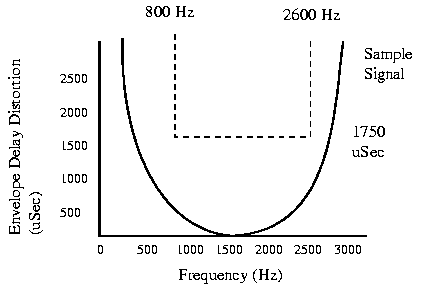 800 Hz
2600 Hz
Sample
Signal
Envelope Delay Distortion
(uSec)
2500
2000
1500
1000
500
1750
uSec
0 500 1000 1500 2000 2500 3000
Frequency (Hz)